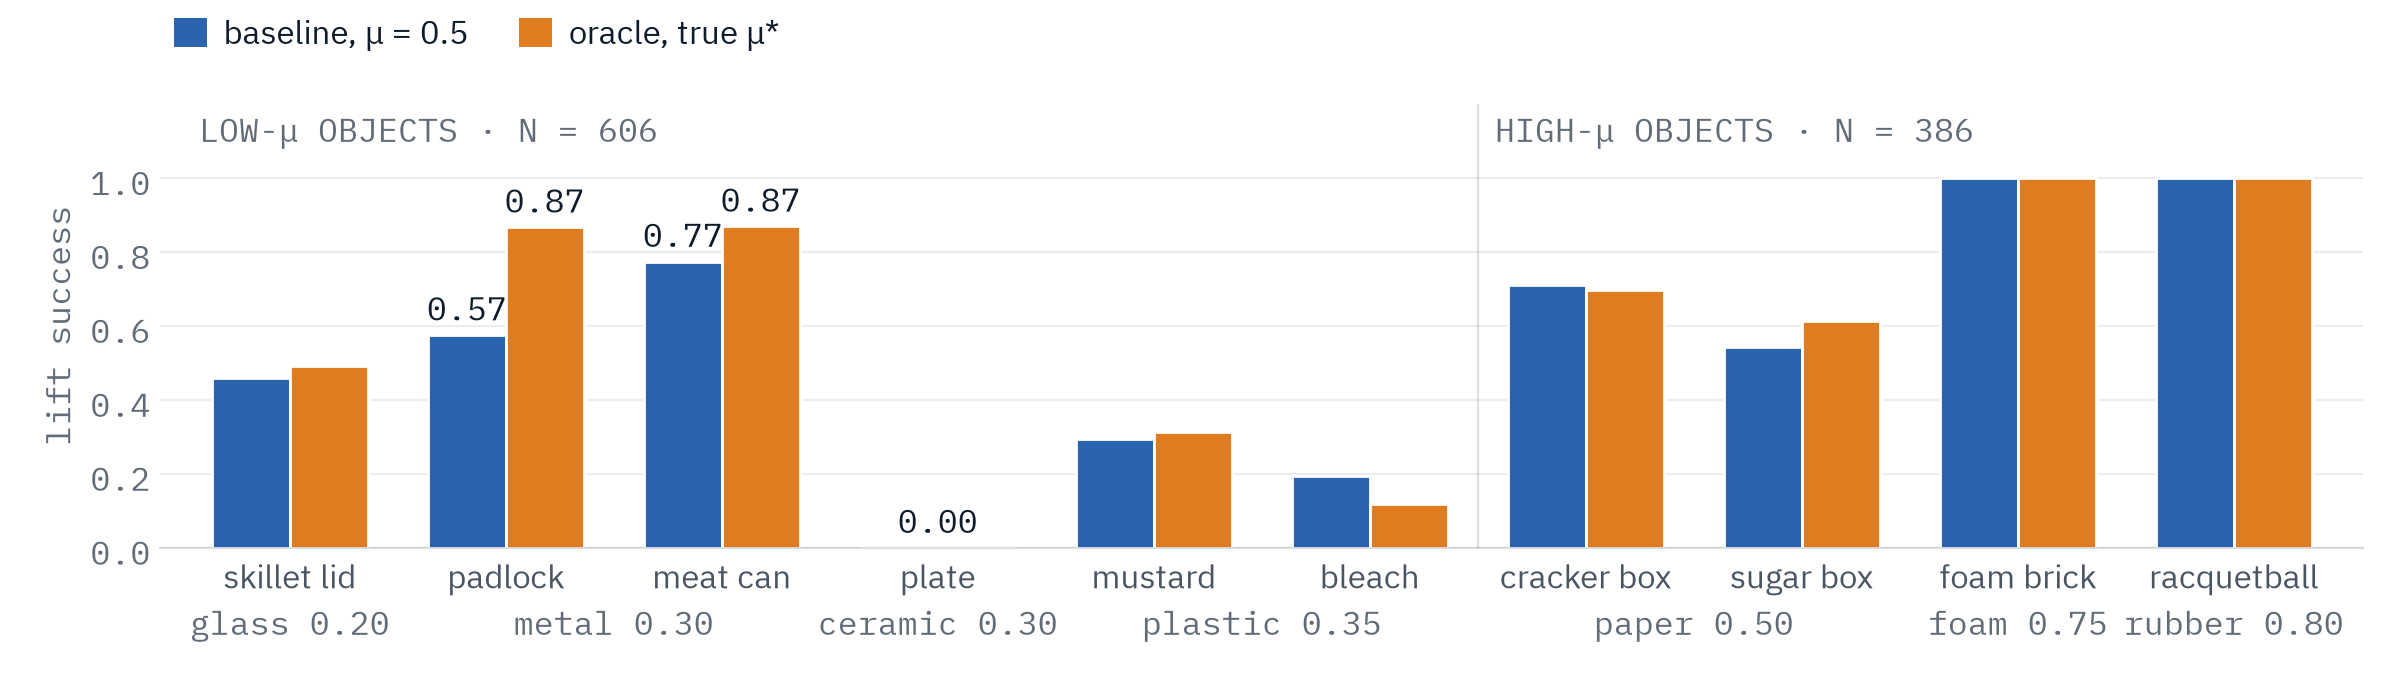 baseline, μ = 0.5
oracle, true μ*
LOW-μ OBJECTS · N = 606
HIGH-μ OBJECTS · N = 386
lift success
1.0
0.8
0.6
0.4
0.2
0.0
0.57
0.87
0.77
0.87
0.00
skillet lid
padlock
meat can
plate
mustard
bleach
cracker box
sugar box
foam brick
racquetball
glass 0.20
metal 0.30
ceramic 0.30
plastic 0.35
paper 0.50
foam 0.75
rubber 0.80